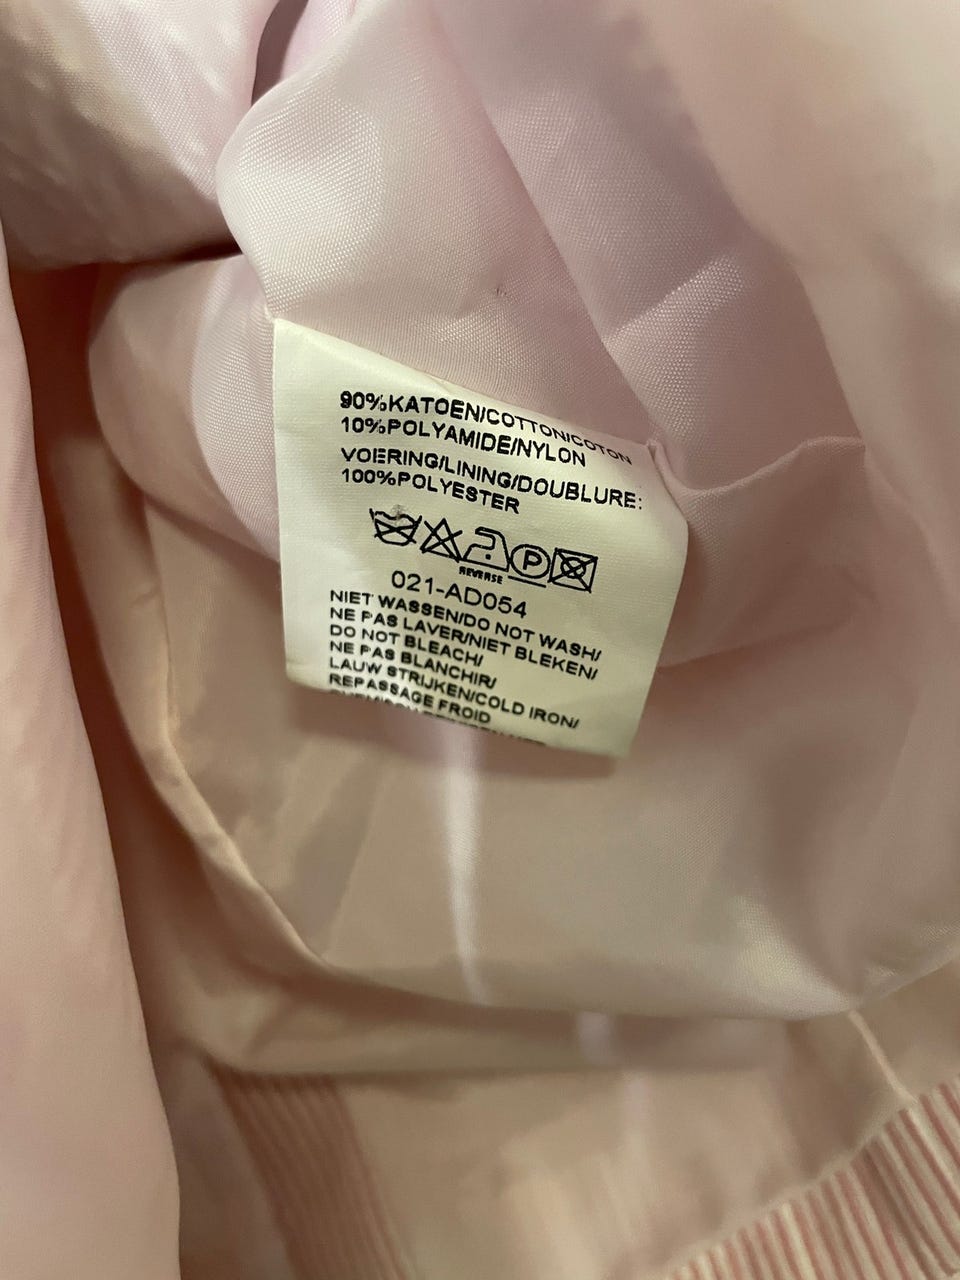 90%KATOEN/COTTON/COTON
10%POLYAMIDE/NYLON
VOERING/LINING/DOUBLURE:
100%POLYESTER
P
REVERSE
021-AD054
NIET WASSEN/DO NOT WASH/
NE PAS LAVER/NIET BLEKEN/
DO NOT BLEACH/
NE PAS BLANCHIR/
LAUW STRIJKEN/COLD IRON/
REPASSAGE FROID